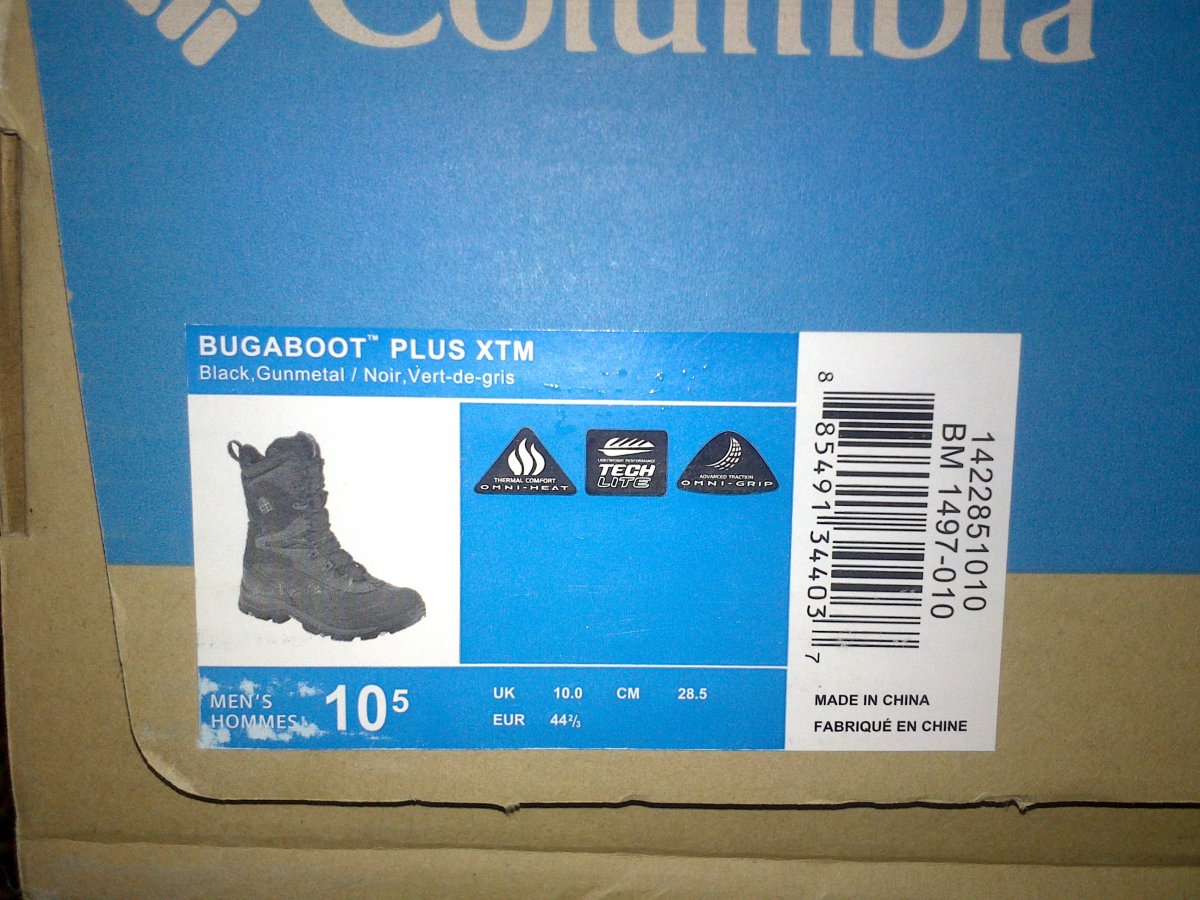 Columbia
BUGABOOT™ PLUS XTM
Black,Gunmetal / Noir,Vert-de-gris
THERMAL COMFORT
OMNI-HEAT
LIGHTWEIGHT PERFORMANCE
TECH
LITE
ADVANCED TRACTION
OMNI-GRIP
MEN'S
HOMMES
10⁵
UK 10.0 CM 28.5
EUR 44⅔
1422851010
BM 1497-010
8 85491 34403 7
MADE IN CHINA
FABRIQUÉ EN CHINE